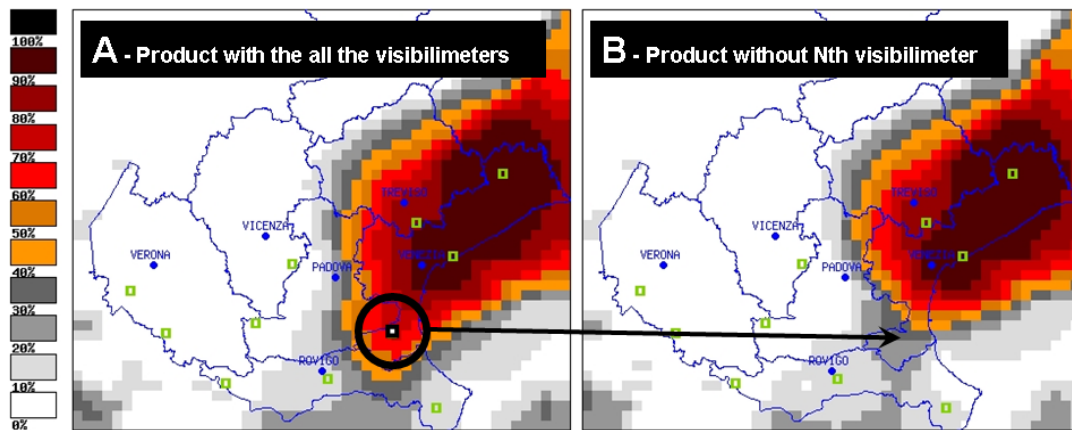 A - Product with the all the visibilimeters
B - Product without Nth visibilimeter
100%
90%
80%
70%
60%
50%
40%
30%
20%
10%
0%
TREVISO
VICENZA
VERONA
PADOVA
VENEZIA
ROVIGO
TREVISO
VICENZA
VERONA
PADOVA
VENEZIA
ROVIGO